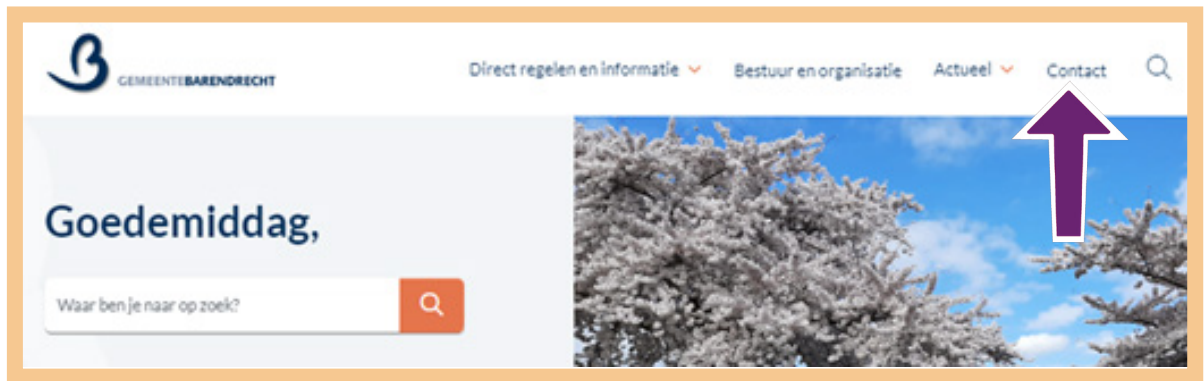 GEMEENTEBARENDRECHT
Direct regelen en informatie Bestuur en organisatie Actueel Contact
Goedemiddag,
Waar ben je naar op zoek?